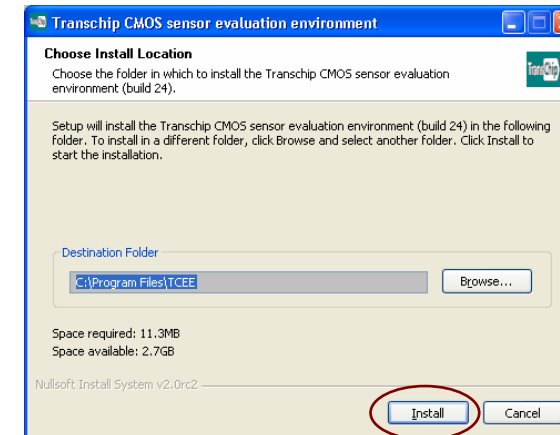 Transchip CMOS sensor evaluation environment
Choose Install Location
Choose the folder in which to install the Transchip CMOS sensor evaluation
environment (build 24).
TransChip
Setup will install the Transchip CMOS sensor evaluation environment (build 24) in the following
folder. To install in a different folder, click Browse and select another folder. Click Install to
start the installation.
Destination Folder
C:\Program Files\TCEE
Browse...
Space required: 11.3MB
Space available: 2.7GB
Nullsoft Install System v2.0rc2
Install Cancel